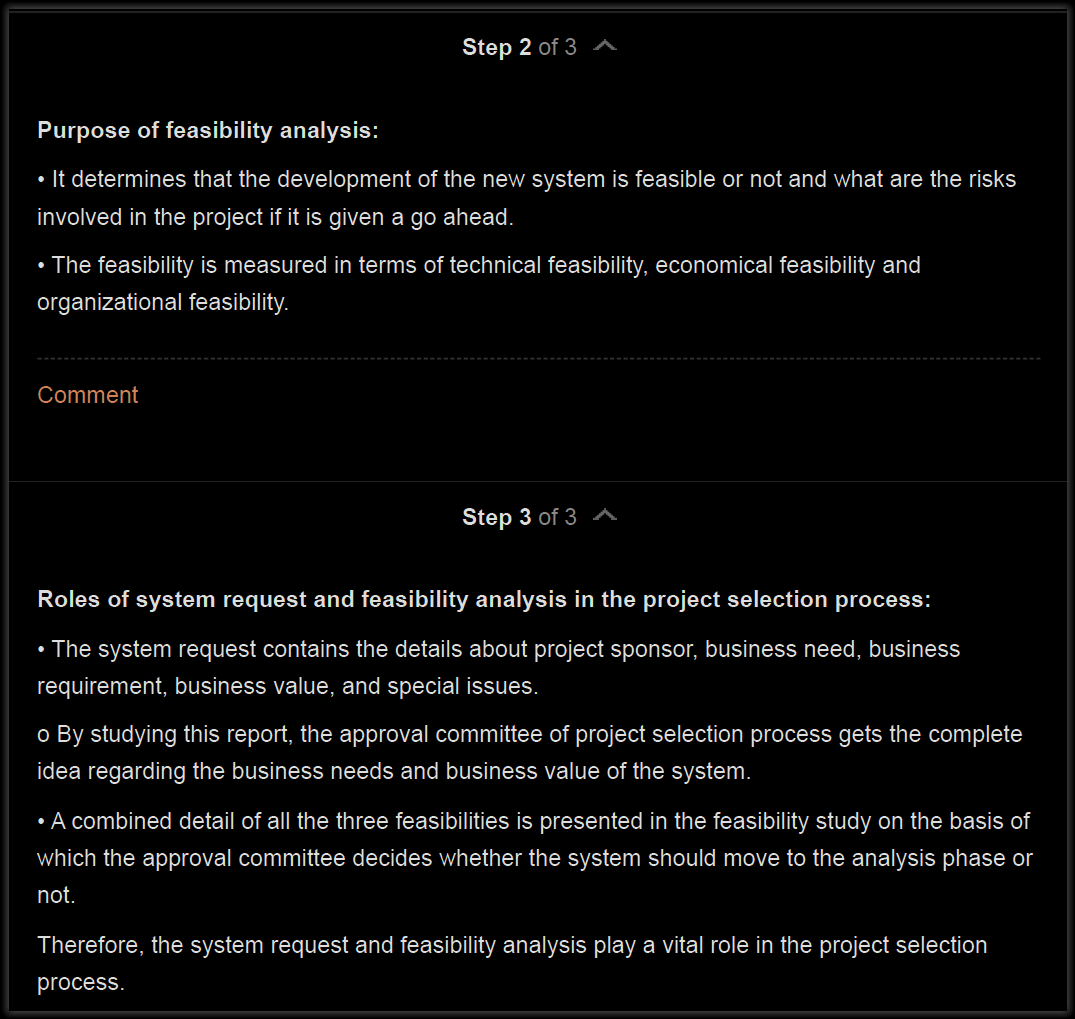 Step 2 of 3
Purpose of feasibility analysis:
• It determines that the development of the new system is feasible or not and what are the risks
involved in the project if it is given a go ahead.
• The feasibility is measured in terms of technical feasibility, economical feasibility and
organizational feasibility.
Comment
Step 3 of 3
Roles of system request and feasibility analysis in the project selection process:
• The system request contains the details about project sponsor, business need, business
requirement, business value, and special issues.
o By studying this report, the approval committee of project selection process gets the complete
idea regarding the business needs and business value of the system.
• A combined detail of all the three feasibilities is presented in the feasibility study on the basis of
which the approval committee decides whether the system should move to the analysis phase or
not.
Therefore, the system request and feasibility analysis play a vital role in the project selection
process.